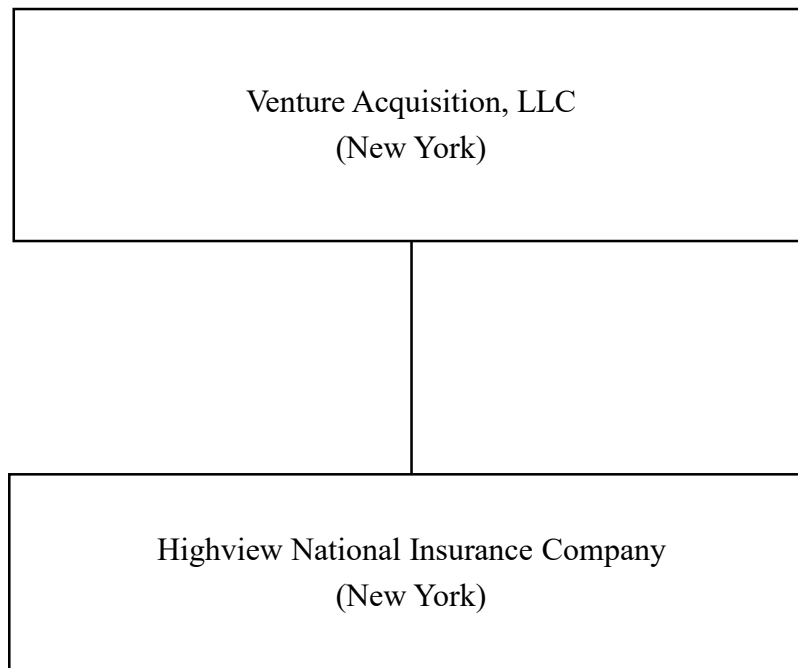 Venture Acquisition, LLC
(New York)
Highview National Insurance Company
(New York)